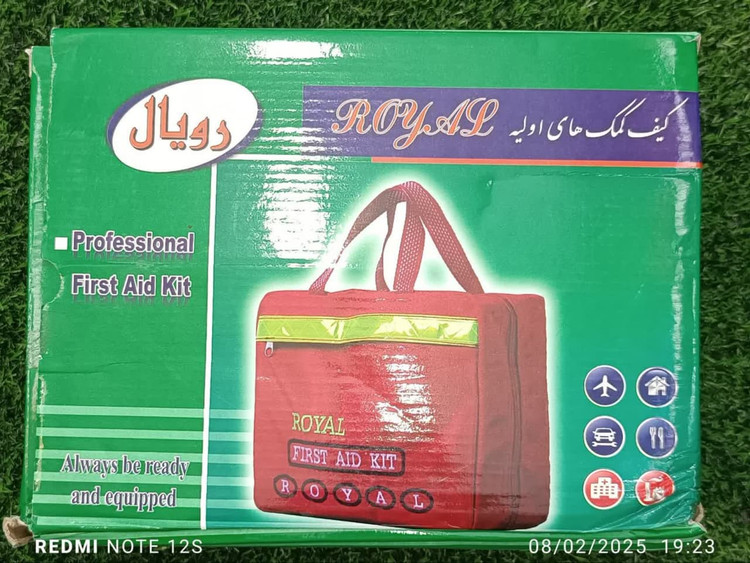 رویال
ROYAL کیف کمک های اولیه
Professional
First Aid Kit
ROYAL
FIRST AID KIT
ROYAL
Always be ready
and equipped
REDMI NOTE 12S
08/02/2025 19:23